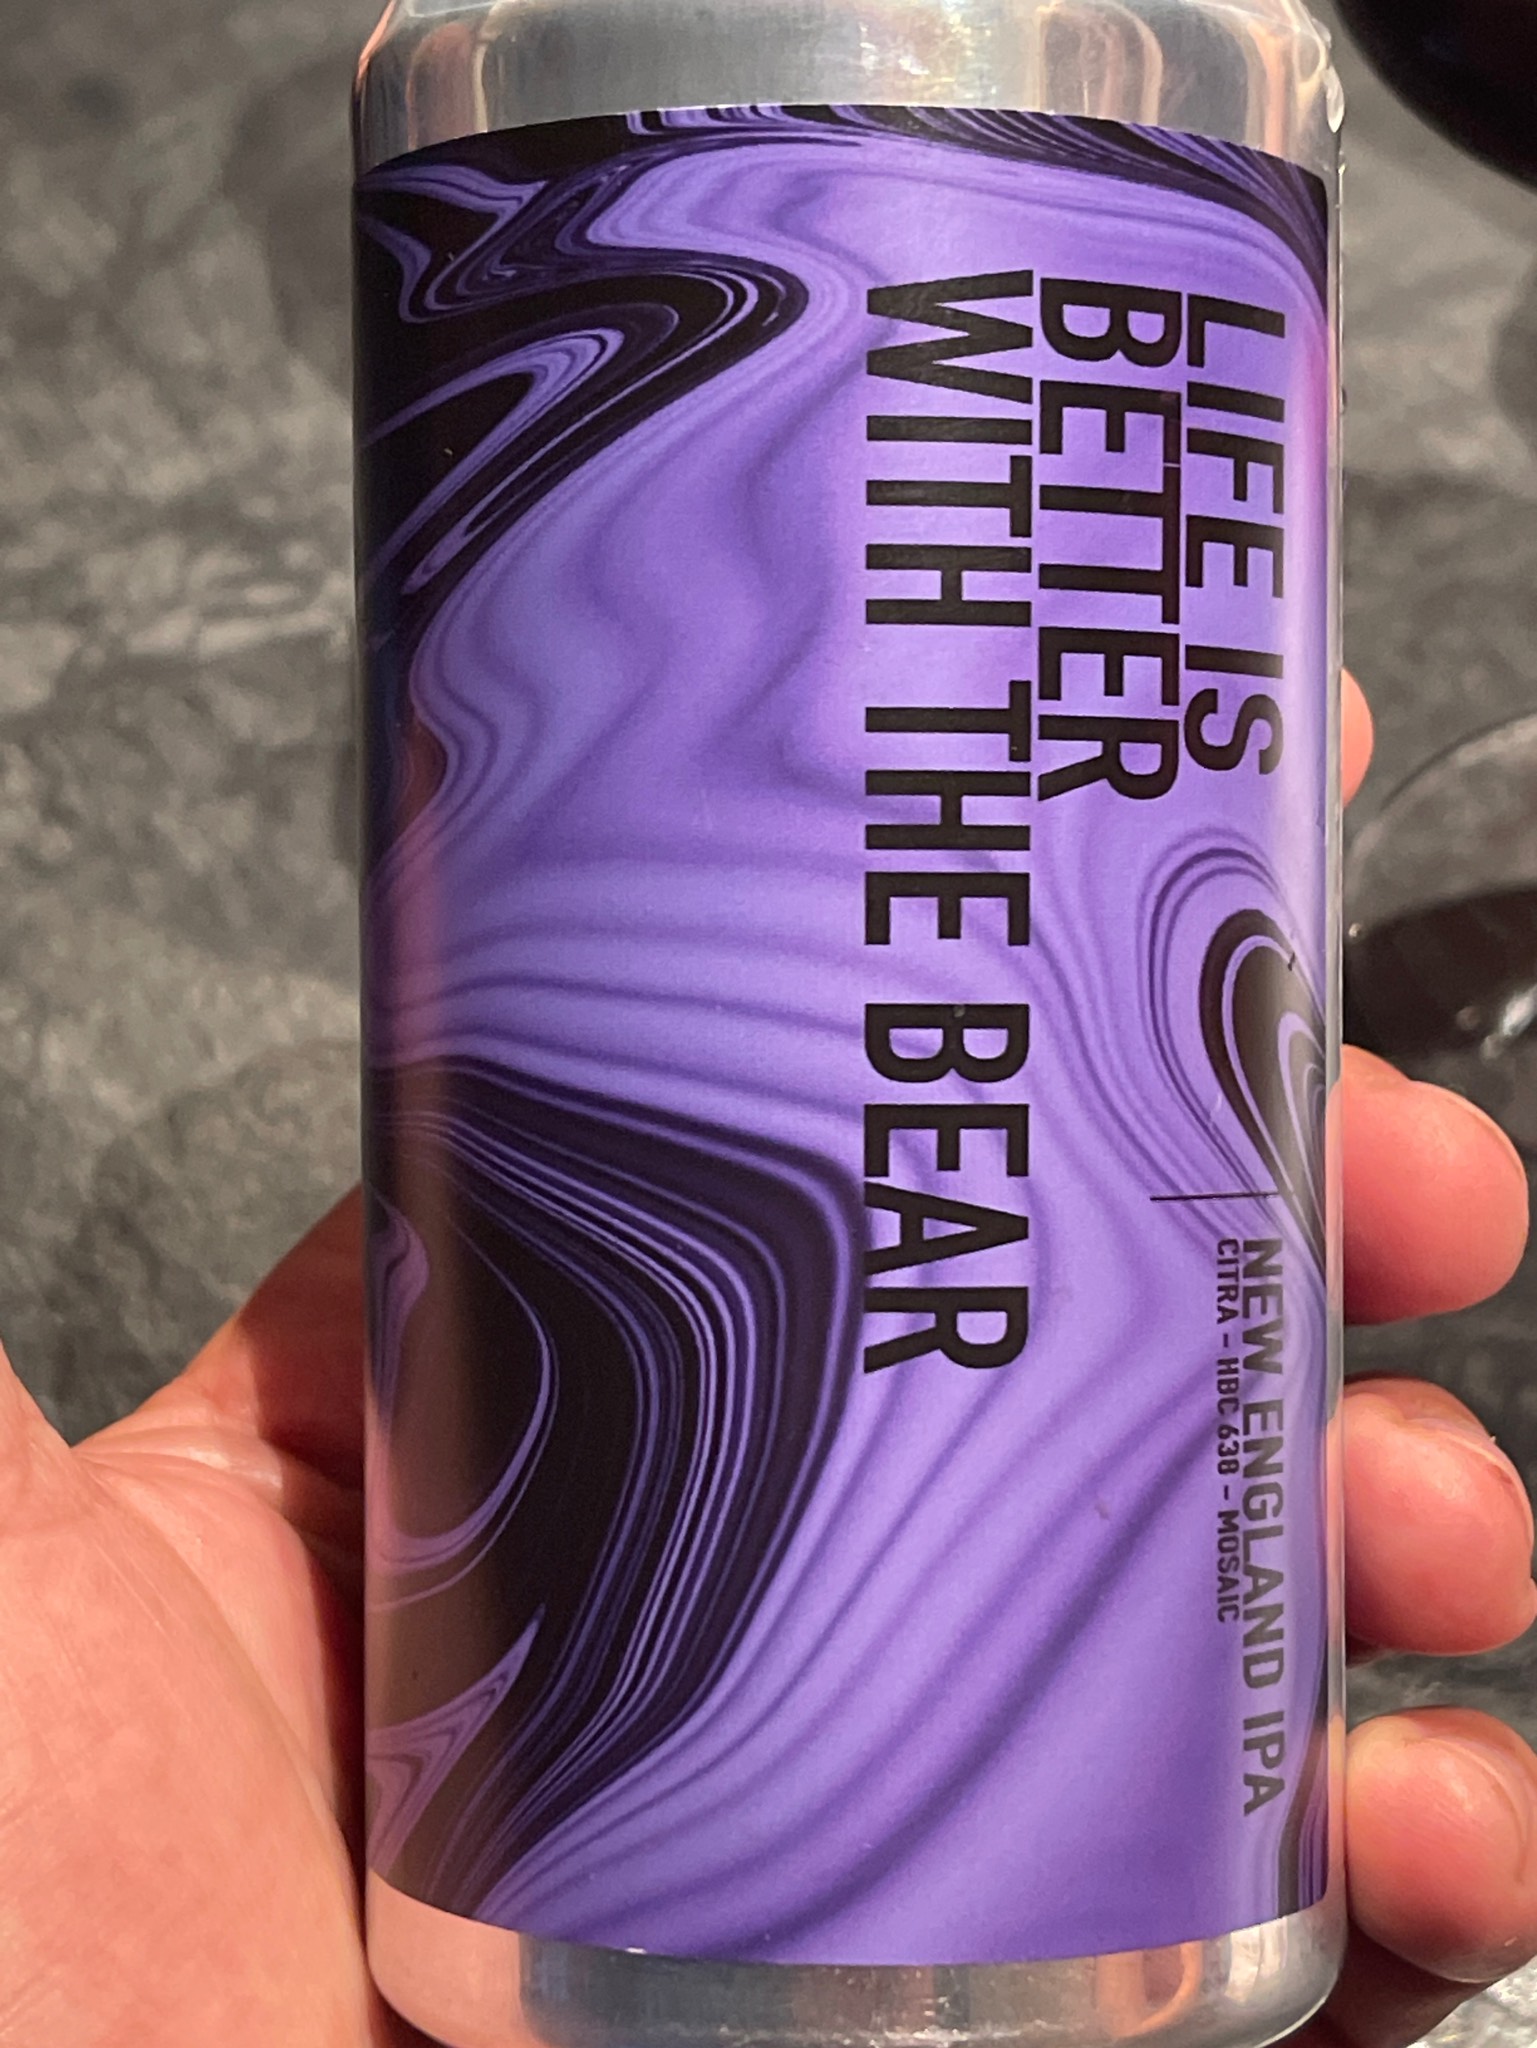 LIFE IS
BETTER
WITH THE BEAR
NEW ENGLAND IPA
CITRA - HBC 638 - MOSAIC